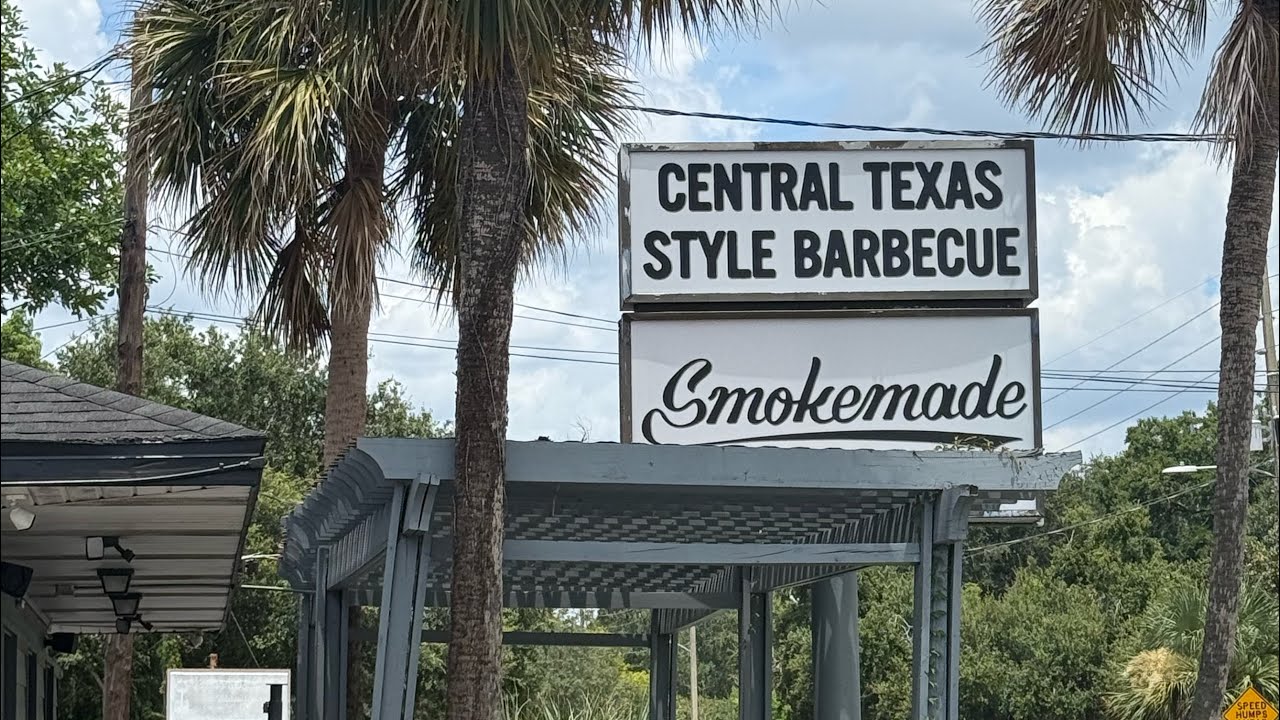 CENTRAL TEXAS
STYLE BARBECUE
Smokemade
SPEED
HUMPS